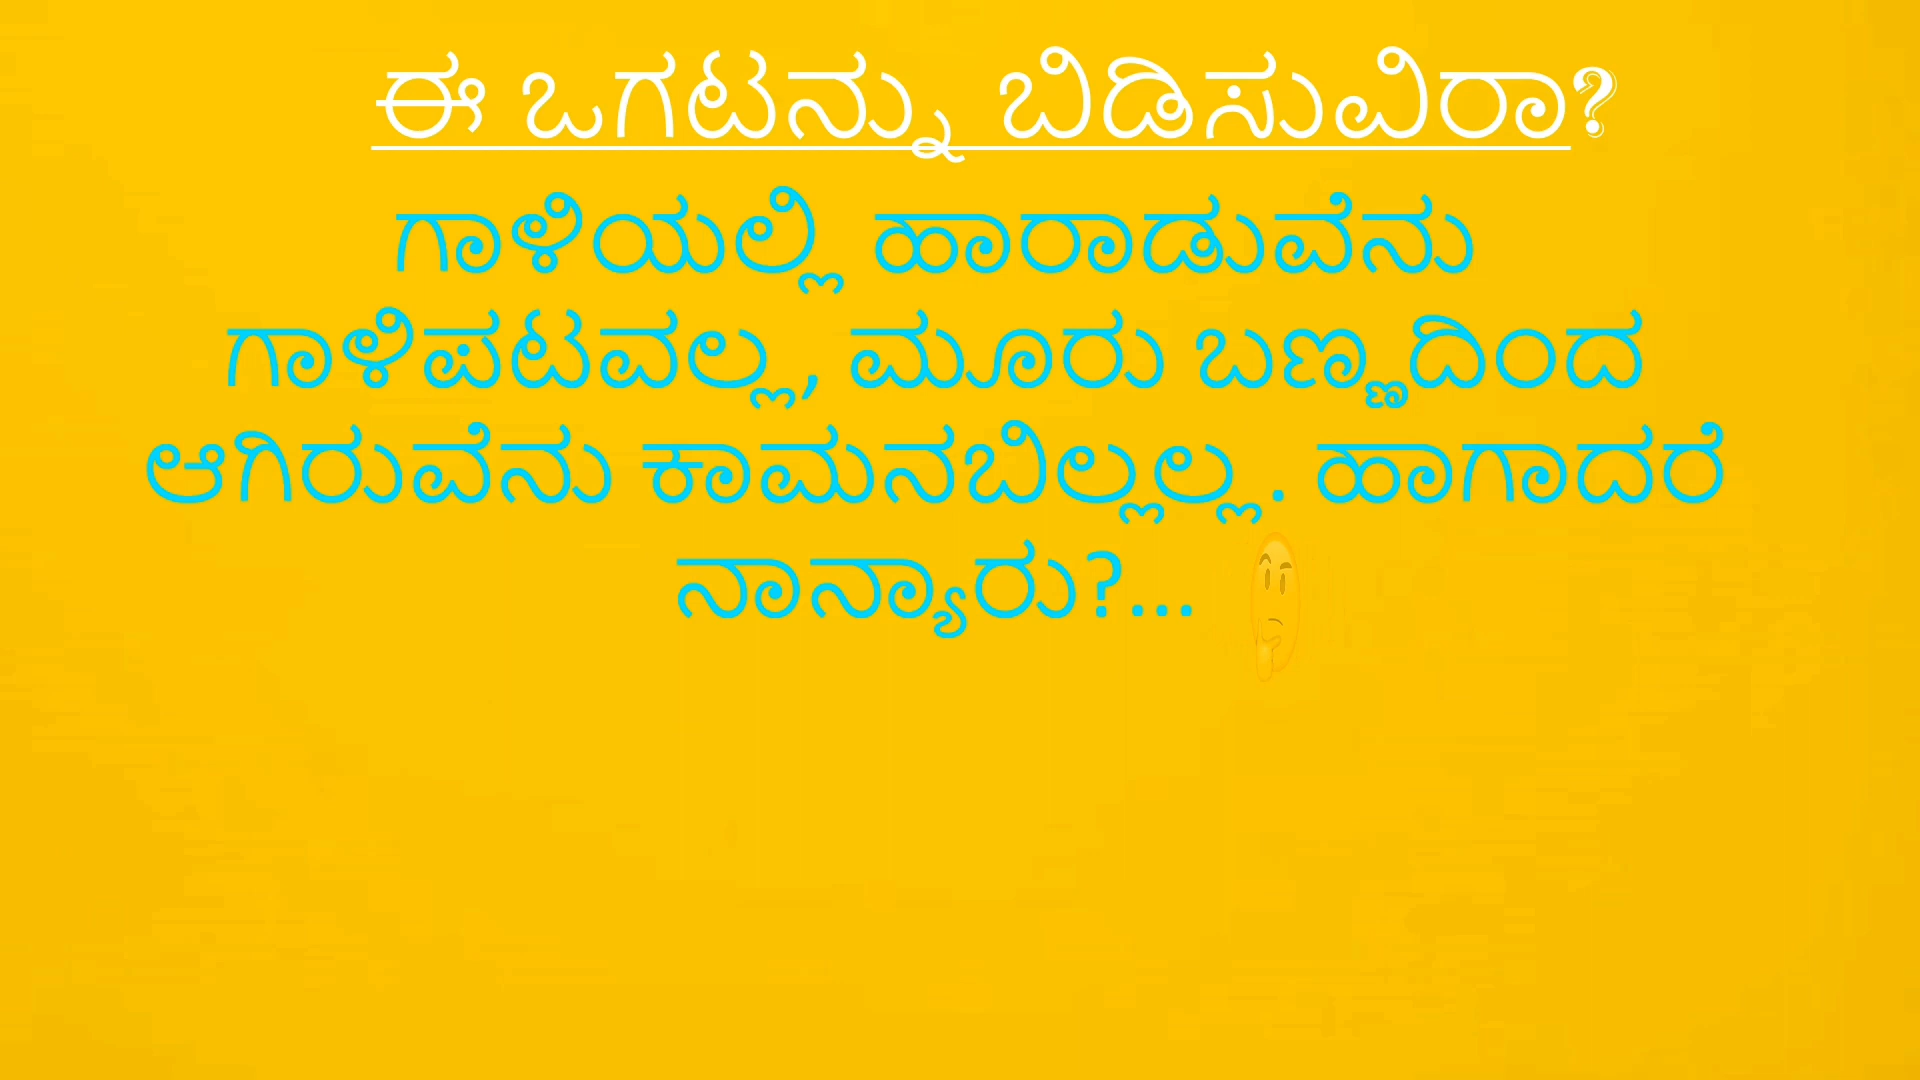 ಈ ಒಗಟನ್ನು ಬಿಡಿಸುವಿರಾ?
ಗಾಳಿಯಲ್ಲಿ ಹಾರಾಡುವೆನು
ಗಾಳಿಪಟವಲ್ಲ, ಮೂರು ಬಣ್ಣದಿಂದ
ಆಗಿರುವೆನು ಕಾಮನಬಿಲ್ಲಲ್ಲ. ಹಾಗಾದರೆ
ನಾನ್ಯಾರು?...